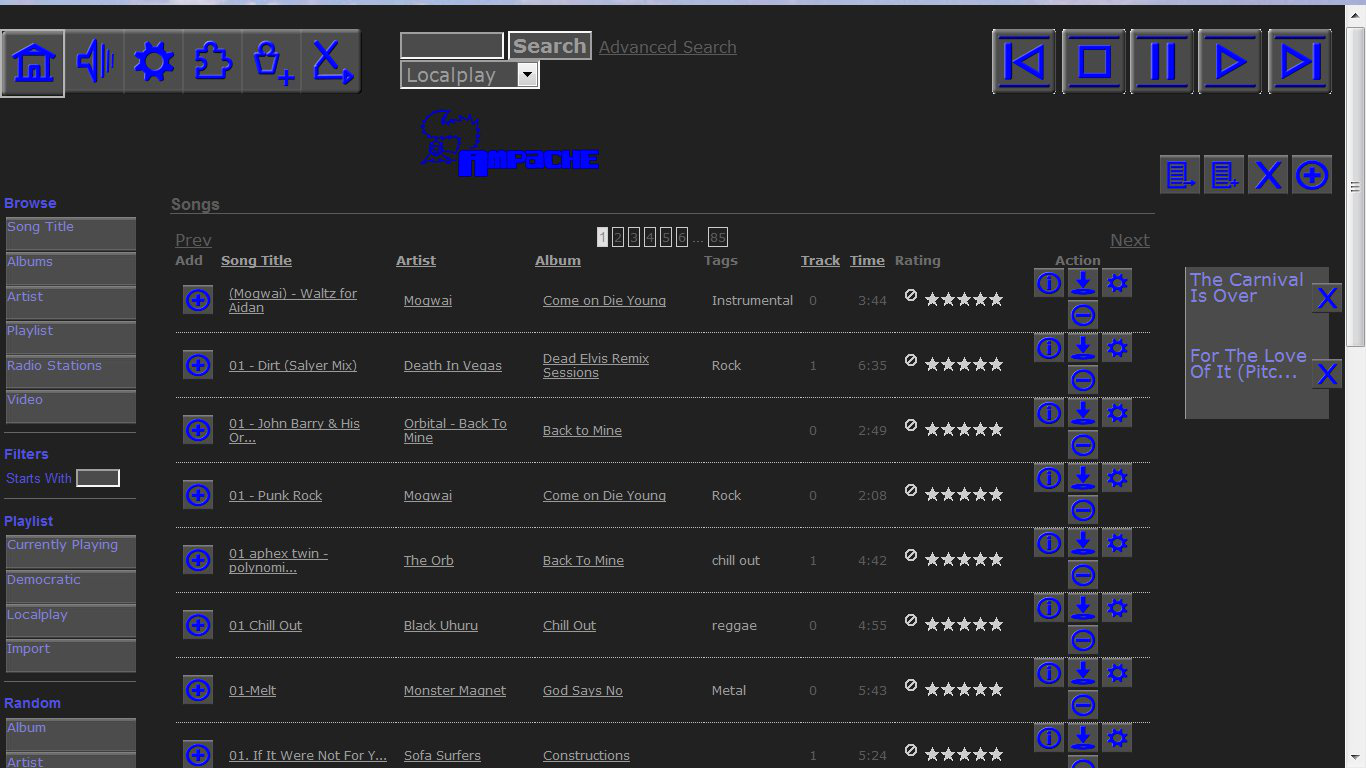 Search Advanced Search
Localplay
AMPACHE
Browse
Song Title
Albums
Artist
Playlist
Radio Stations
Video
Filters
Starts With
Playlist
Currently Playing
Democratic
Localplay
Import
Random
Album
Artist
Songs
Prev 1 2 3 4 5 6 ... 85 Next
Add Song Title Artist Album Tags Track Time Rating Action
(Mogwai) - Waltz for
Aidan
Mogwai Come on Die Young Instrumental 0 3:44
01 - Dirt (Salyer Mix) Death In Vegas
Dead Elvis Remix
Sessions
Rock 1 6:35
01 - John Barry & His
Or...
Orbital - Back To
Mine
Back to Mine 0 2:49
01 - Punk Rock Mogwai Come on Die Young Rock 0 2:08
01 aphex twin -
polynomi...
The Orb Back To Mine chill out 1 4:42
01 Chill Out Black Uhuru Chill Out reggae 0 4:55
01-Melt Monster Magnet God Says No Metal 0 5:43
01. If It Were Not For Y... Sofa Surfers Constructions 1 5:24
The Carnival
Is Over
For The Love
Of It (Pitc...